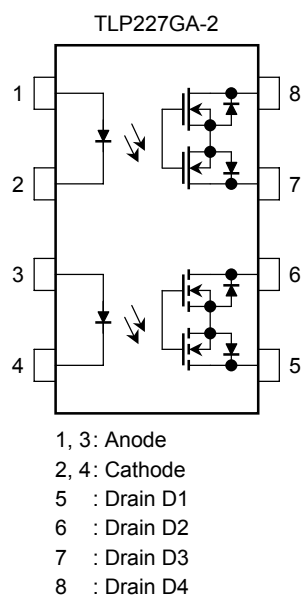 TLP227GA-2
1 8
2 7
3 6
4 5
1, 3: Anode
2, 4: Cathode
5 : Drain D1
6 : Drain D2
7 : Drain D3
8 : Drain D4